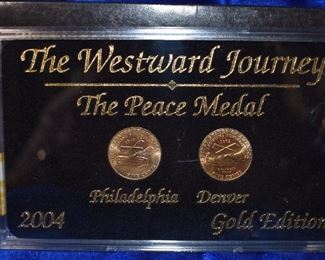 The Westward Journey
The Peace Medal
Philadelphia Denver
2004 Gold Edition